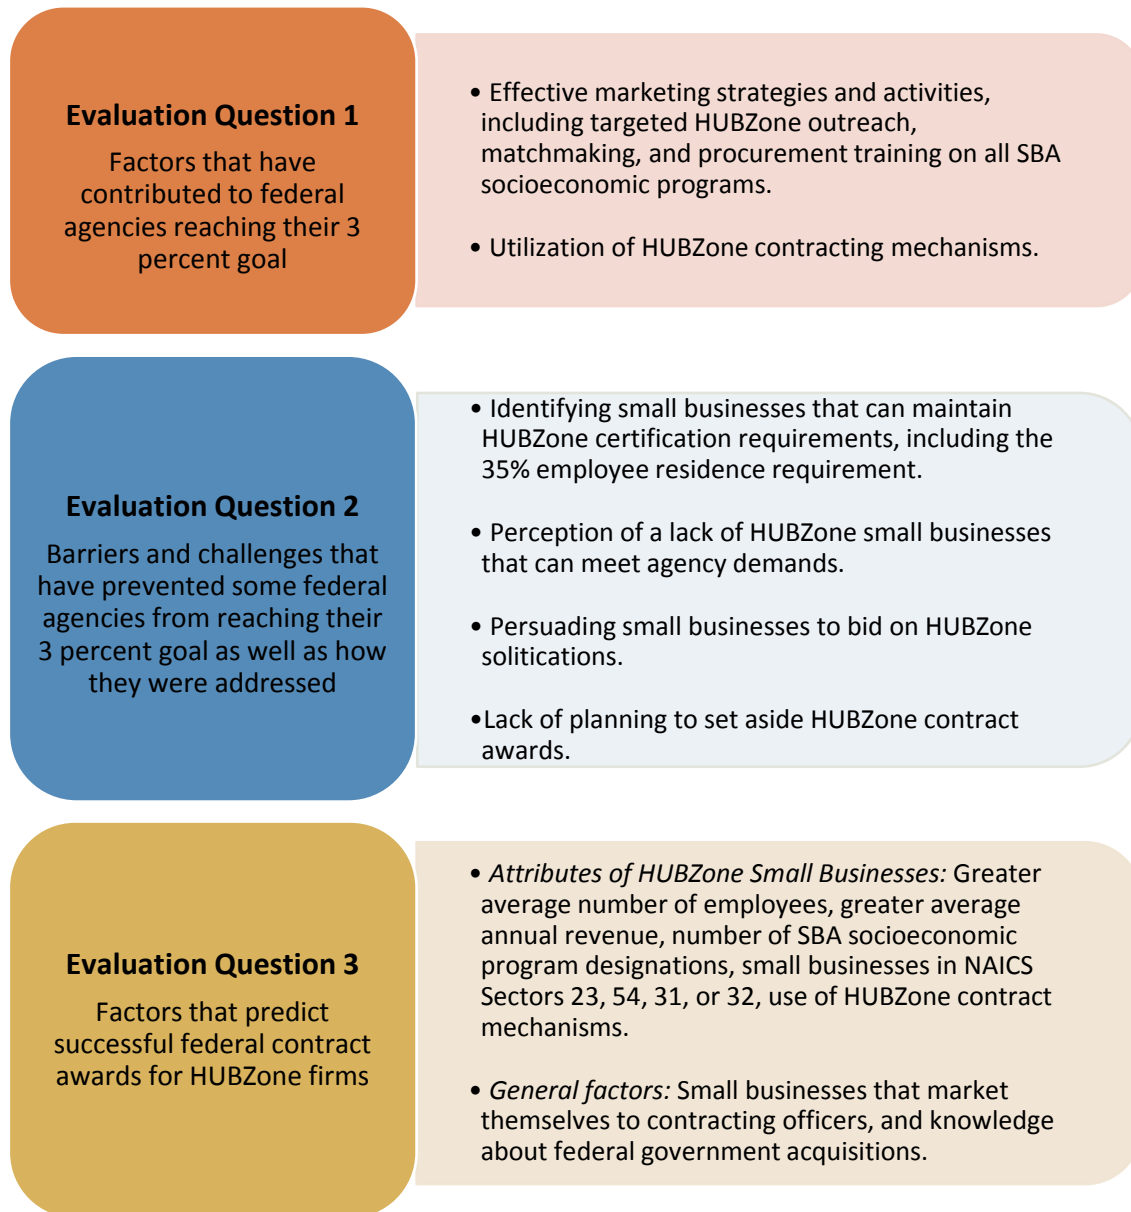 Evaluation Question 1
Factors that have
contributed to federal
agencies reaching their 3
percent goal
• Effective marketing strategies and activities,
including targeted HUBZone outreach,
matchmaking, and procurement training on all SBA
socioeconomic programs.
• Utilization of HUBZone contracting mechanisms.
Evaluation Question 2
Barriers and challenges that
have prevented some federal
agencies from reaching their
3 percent goal as well as how
they were addressed
• Identifying small businesses that can maintain
HUBZone certification requirements, including the
35% employee residence requirement.
• Perception of a lack of HUBZone small businesses
that can meet agency demands.
• Persuading small businesses to bid on HUBZone
solitications.
•Lack of planning to set aside HUBZone contract
awards.
Evaluation Question 3
Factors that predict
successful federal contract
awards for HUBZone firms
• Attributes of HUBZone Small Businesses: Greater
average number of employees, greater average
annual revenue, number of SBA socioeconomic
program designations, small businesses in NAICS
Sectors 23, 54, 31, or 32, use of HUBZone contract
mechanisms.
• General factors: Small businesses that market
themselves to contracting officers, and knowledge
about federal government acquisitions.